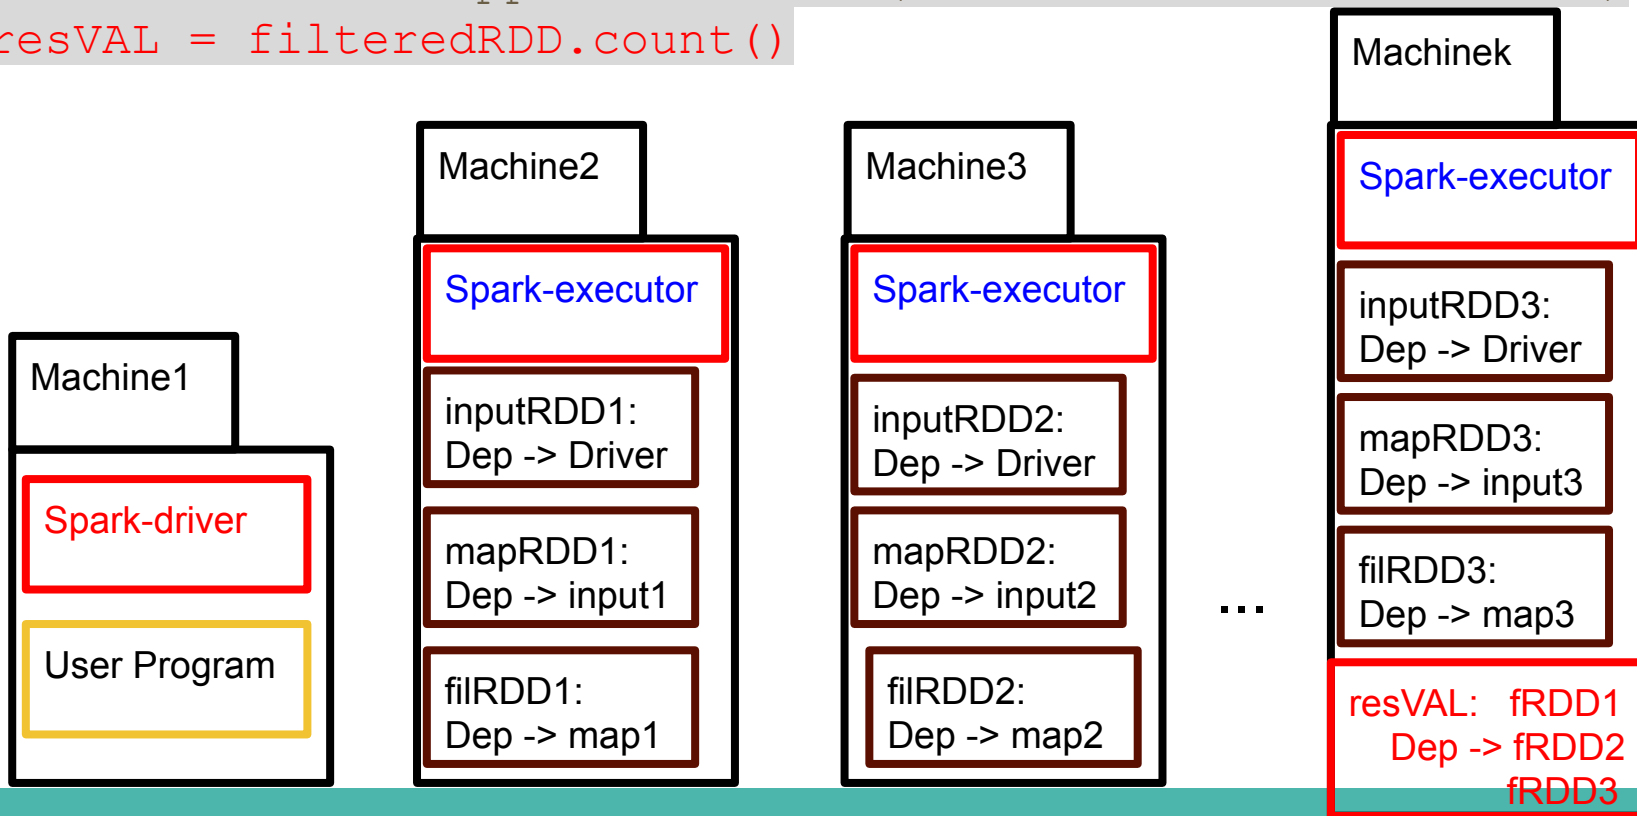 resVAL = filteredRDD.count()
Machine1
Spark-driver
User Program
Machine2
Spark-executor
inputRDD1:
Dep -> Driver
mapRDD1:
Dep -> input1
filRDD1:
Dep -> map1
Machine3
Spark-executor
inputRDD2:
Dep -> Driver
mapRDD2:
Dep -> input2
filRDD2:
Dep -> map2
...
Machinek
Spark-executor
inputRDD3:
Dep -> Driver
mapRDD3:
Dep -> input3
filRDD3:
Dep -> map3
resVAL: fRDD1
Dep -> fRDD2
fRDD3